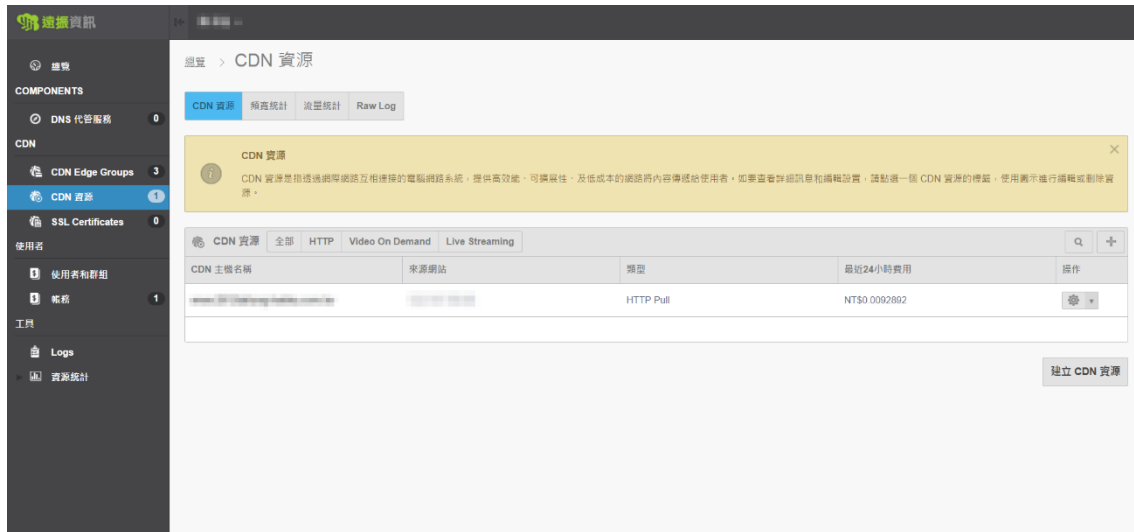 遠振資訊
總覽
COMPONENTS
DNS 代管服務 0
CDN
CDN Edge Groups 3
CDN 資源 1
SSL Certificates 0
使用者
使用者和群組
帳務 1
工具
Logs
資源統計
總覽 > CDN 資源
CDN 資源 頻寬統計 流量統計 Raw Log
CDN 資源
CDN 資源是指透過網際網路互相連接的電腦網路系統，提供高效能、可擴展性、及低成本的網路將內容傳遞給使用者。如要查看詳細訊息和編輯設置，請點選一個 CDN 資源的標籤，使用圖示進行編輯或刪除資
源。
CDN 資源 全部 HTTP Video On Demand Live Streaming
CDN 主機名稱 來源網站 類型 最近24小時費用 操作
HTTP Pull NT$0.0092892
建立 CDN 資源